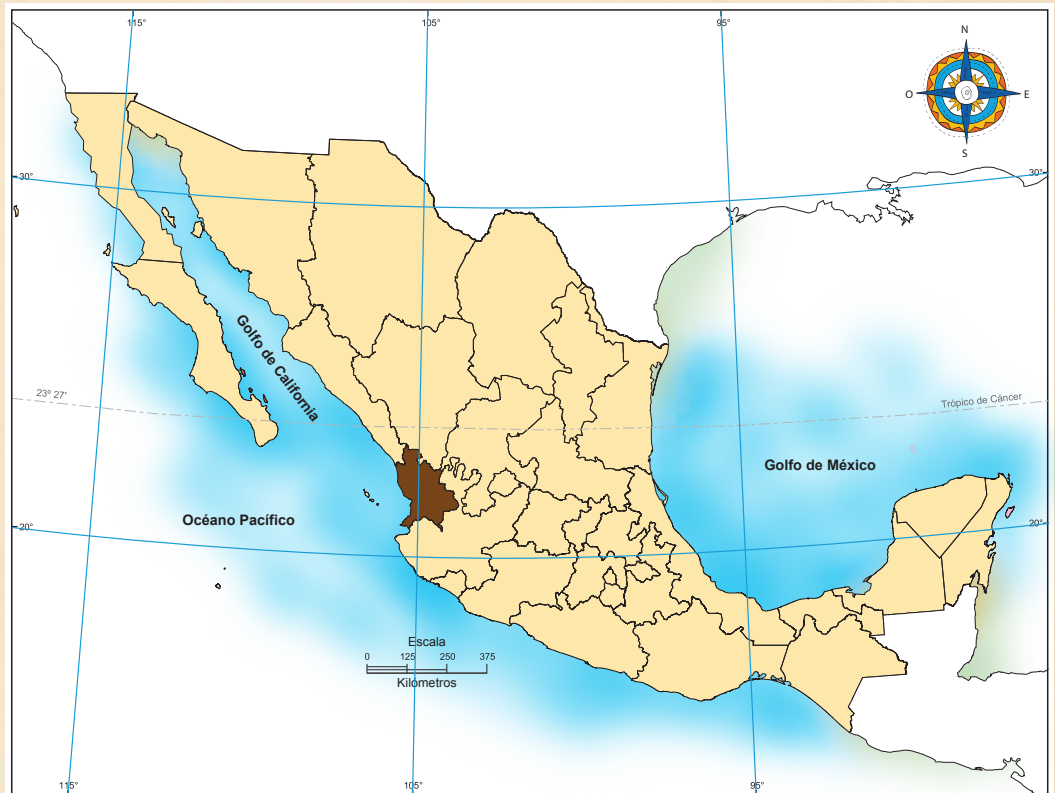 115°
105°
95°
N
O
E
S
30°
30°
Golfo de California
23° 27'
Trópico de Cáncer
Golfo de México
Océano Pacífico
20°
20°
Escala
0 125 250 375
Kilómetros
115°
105°
95°